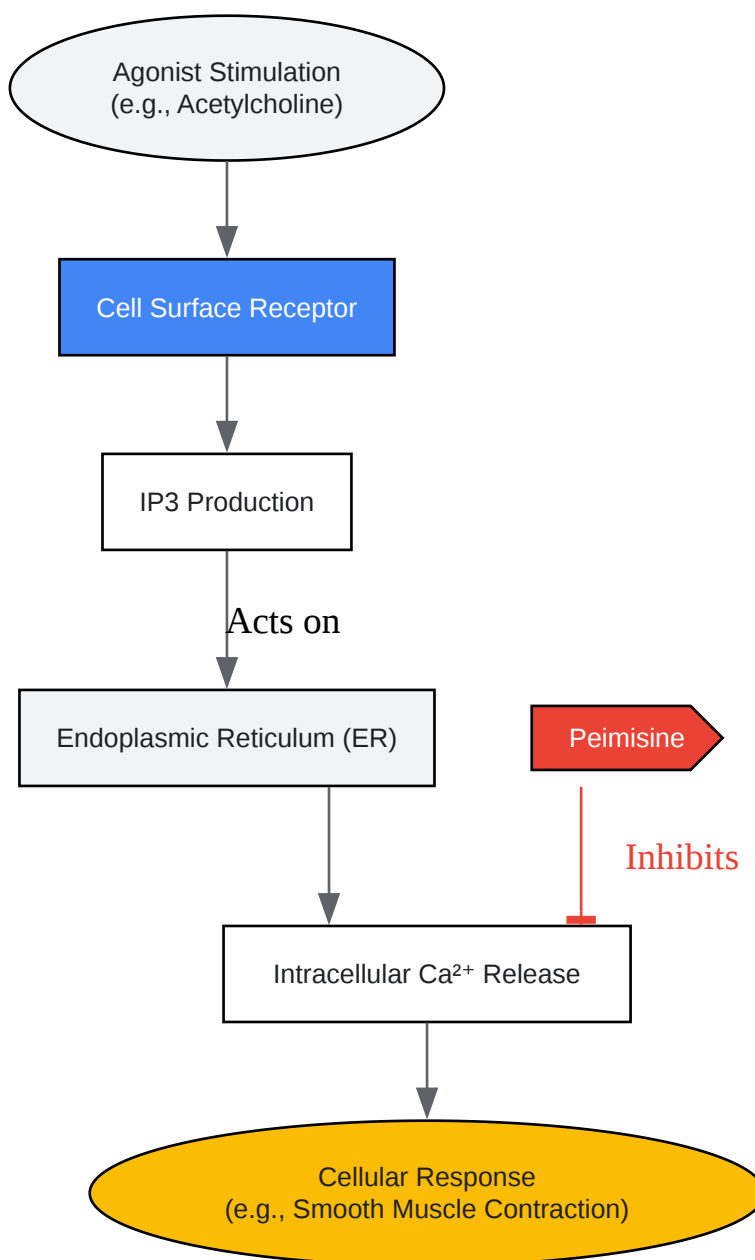 Agonist Stimulation
(e.g., Acetylcholine)
Cell Surface Receptor
IP3 Production
Acts on
Endoplasmic Reticulum (ER)
Peimisine
Inhibits
Intracellular Ca²⁺ Release
Cellular Response
(e.g., Smooth Muscle Contraction)